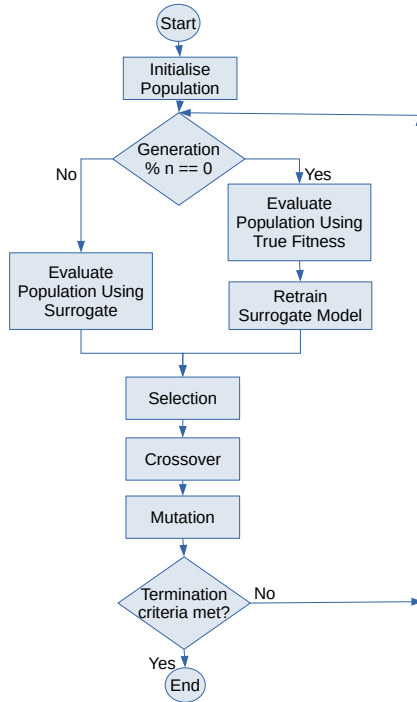 Start
Initialise
Population
Generation
% n == 0
No
Yes
Evaluate
Population Using
True Fitness
Evaluate
Population Using
Surrogate
Retrain
Surrogate Model
Selection
Crossover
Mutation
Termination
criteria met?
No
Yes
End